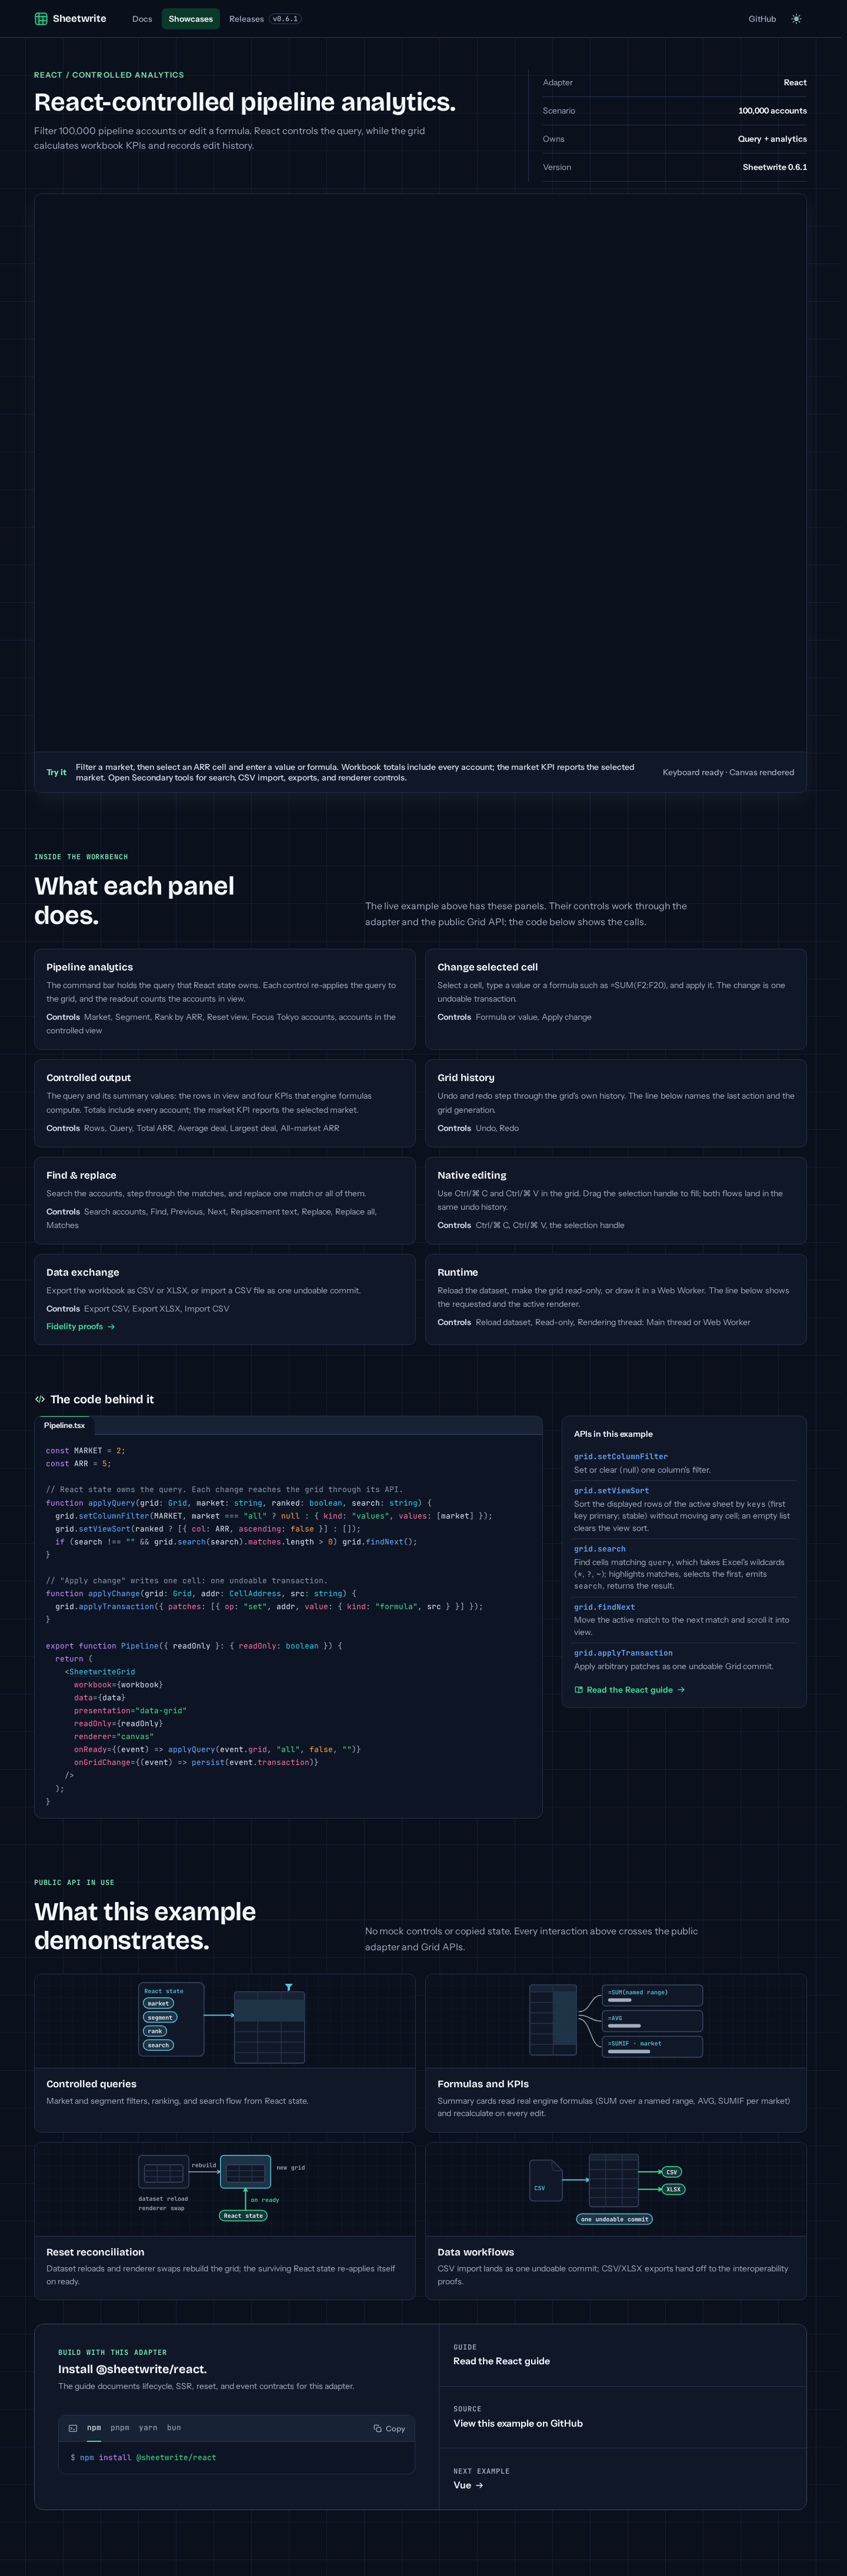 Sheetwrite
Docs
Showcases
Releases
v0.6.1
GitHub
REACT / CONTROLLED ANALYTICS
React-controlled pipeline analytics.
Filter 100,000 pipeline accounts or edit a formula. React controls the query, while the grid
calculates workbook KPIs and records edit history.
Adapter
React
Scenario
100,000 accounts
Owns
Query + analytics
Version
Sheetwrite 0.6.1
Try it
Filter a market, then select an ARR cell and enter a value or formula. Workbook totals include every account; the market KPI reports the selected
market. Open Secondary tools for search, CSV import, exports, and renderer controls.
Keyboard ready · Canvas rendered
INSIDE THE WORKBENCH
What each panel
does.
The live example above has these panels. Their controls work through the
adapter and the public Grid API; the code below shows the calls.
Pipeline analytics
The command bar holds the query that React state owns. Each control re-applies the query to
the grid, and the readout counts the accounts in view.
Controls Market, Segment, Rank by ARR, Reset view, Focus Tokyo accounts, accounts in the
controlled view
Change selected cell
Select a cell, type a value or a formula such as =SUM(F2:F20), and apply it. The change is one
undoable transaction.
Controls Formula or value, Apply change
Controlled output
The query and its summary values: the rows in view and four KPIs that engine formulas
compute. Totals include every account; the market KPI reports the selected market.
Controls Rows, Query, Total ARR, Average deal, Largest deal, All-market ARR
Grid history
Undo and redo step through the grid's own history. The line below names the last action and the
grid generation.
Controls Undo, Redo
Find & replace
Search the accounts, step through the matches, and replace one match or all of them.
Controls Search accounts, Find, Previous, Next, Replacement text, Replace, Replace all,
Matches
Native editing
Use Ctrl/⌘ C and Ctrl/⌘ V in the grid. Drag the selection handle to fill; both flows land in the
same undo history.
Controls Ctrl/⌘ C, Ctrl/⌘ V, the selection handle
Data exchange
Export the workbook as CSV or XLSX, or import a CSV file as one undoable commit.
Controls Export CSV, Export XLSX, Import CSV
Fidelity proofs →
Runtime
Reload the dataset, make the grid read-only, or draw it in a Web Worker. The line below shows
the requested and the active renderer.
Controls Reload dataset, Read-only, Rendering thread: Main thread or Web Worker
The code behind it
Pipeline.tsx
const MARKET = 2;
const ARR = 5;
// React state owns the query. Each change reaches the grid through its API.
function applyQuery(grid: Grid, market: string, ranked: boolean, search: string) {
grid.setColumnFilter(MARKET, market === "all" ? null : { kind: "values", values: [market] });
grid.setViewSort(ranked ? [{ col: ARR, ascending: false }] : []);
if (search !== "" && grid.search(search).matches.length > 0) grid.findNext();
}
// "Apply change" writes one cell: one undoable transaction.
function applyChange(grid: Grid, addr: CellAddress, src: string) {
grid.applyTransaction({ patches: [{ op: "set", addr, value: { kind: "formula", src } }] });
}
export function Pipeline({ readOnly }: { readOnly: boolean }) {
return (
<SheetwriteGrid
workbook={workbook}
data={data}
presentation="data-grid"
readOnly={readOnly}
renderer="canvas"
onReady={(event) => applyQuery(event.grid, "all", false, "")}
onGridChange={(event) => persist(event.transaction)}
/>
);
}
APIs in this example
grid.setColumnFilter
Set or clear (null) one column's filter.
grid.setViewSort
Sort the displayed rows of the active sheet by keys (first
key primary; stable) without moving any cell; an empty list
clears the view sort.
grid.search
Find cells matching query, which takes Excel's wildcards
(*, ?, ~); highlights matches, selects the first, emits
search, returns the result.
grid.findNext
Move the active match to the next match and scroll it into
view.
grid.applyTransaction
Apply arbitrary patches as one undoable Grid commit.
Read the React guide →
PUBLIC API IN USE
What this example
demonstrates.
No mock controls or copied state. Every interaction above crosses the public
adapter and Grid APIs.
React state
market
segment
rank
search
Controlled queries
Market and segment filters, ranking, and search flow from React state.
=SUM(named range)
=AVG
=SUMIF · market
Formulas and KPIs
Summary cards read real engine formulas (SUM over a named range, AVG, SUMIF per market)
and recalculate on every edit.
rebuild
new grid
dataset reload
renderer swap
on ready
React state
Reset reconciliation
Dataset reloads and renderer swaps rebuild the grid; the surviving React state re-applies itself
on ready.
CSV
CSV
XLSX
one undoable commit
Data workflows
CSV import lands as one undoable commit; CSV/XLSX exports hand off to the interoperability
proofs.
BUILD WITH THIS ADAPTER
Install @sheetwrite/react.
The guide documents lifecycle, SSR, reset, and event contracts for this adapter.
npm
pnpm
yarn
bun
Copy
$ npm install @sheetwrite/react
GUIDE
Read the React guide
SOURCE
View this example on GitHub
NEXT EXAMPLE
Vue →